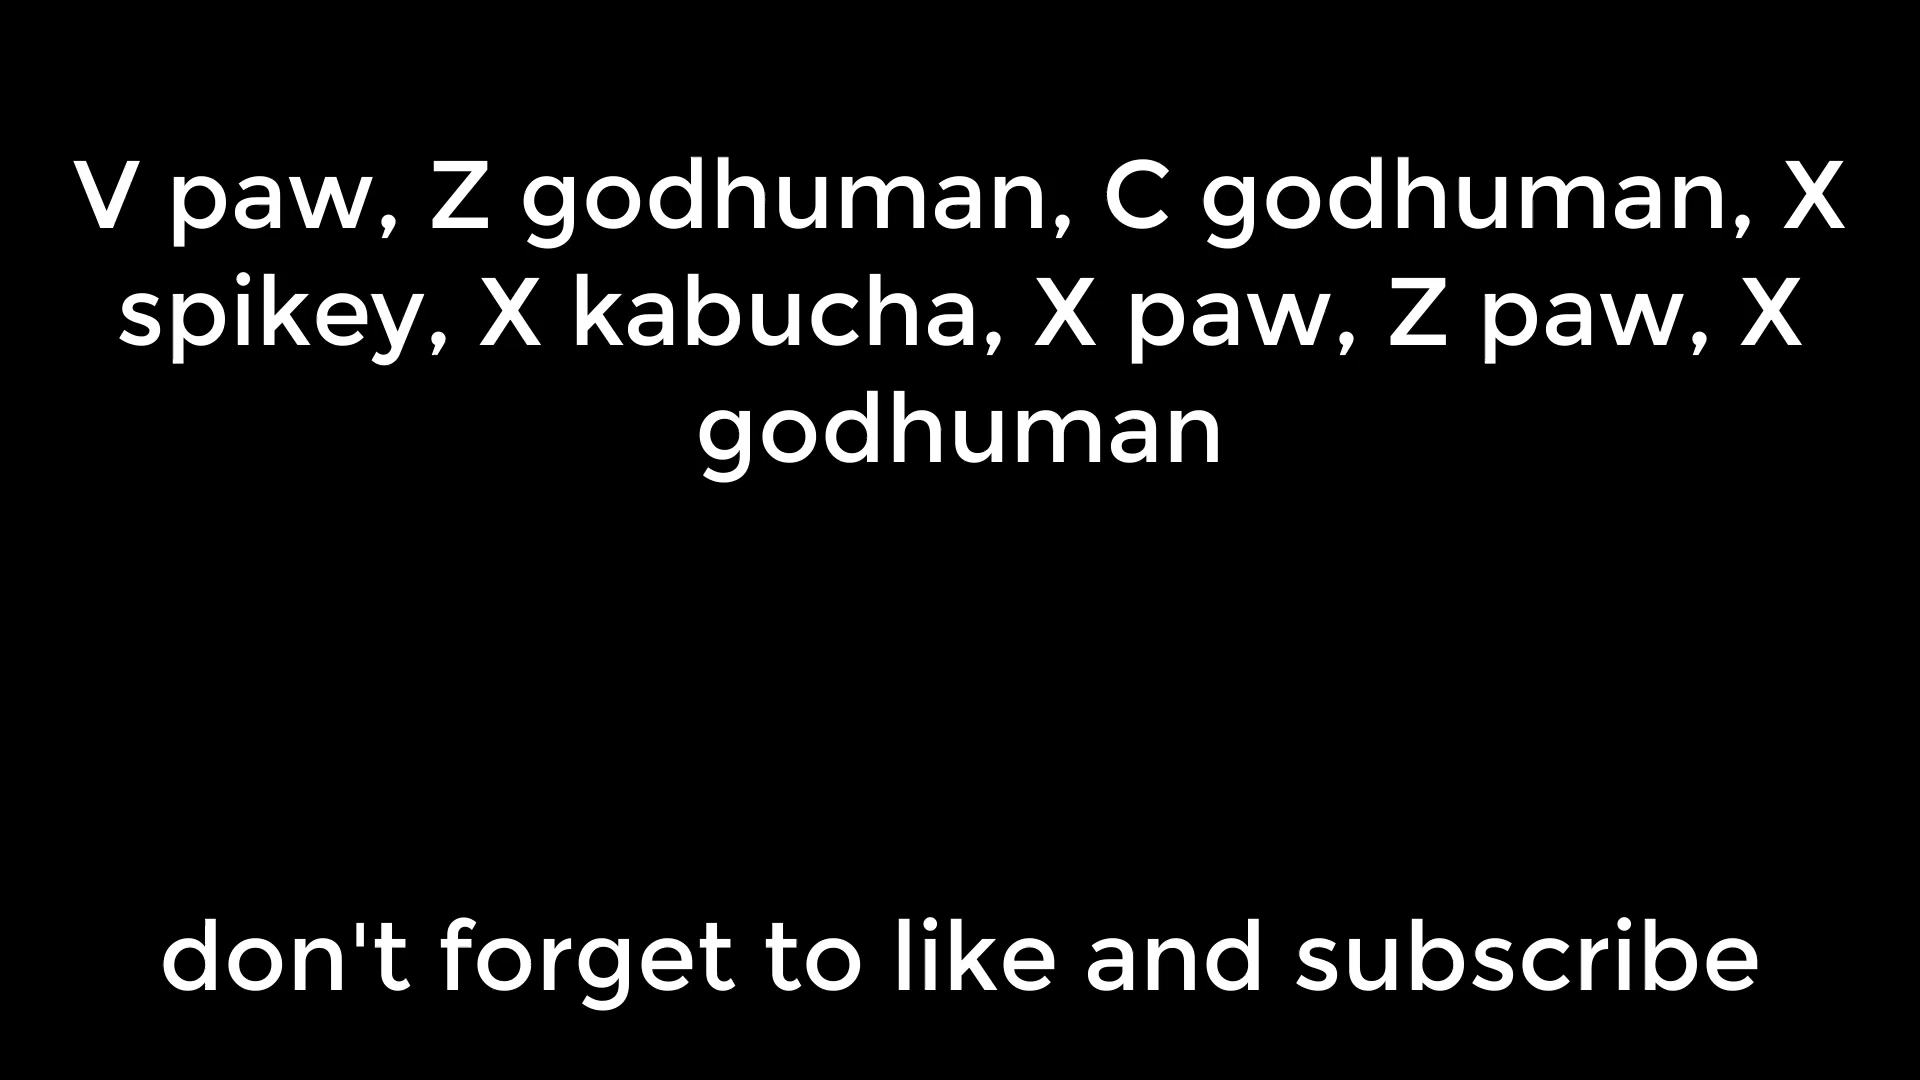 V paw, Z godhuman, C godhuman, X
spikey, X kabucha, X paw, Z paw, X
godhuman
don't forget to like and subscribe